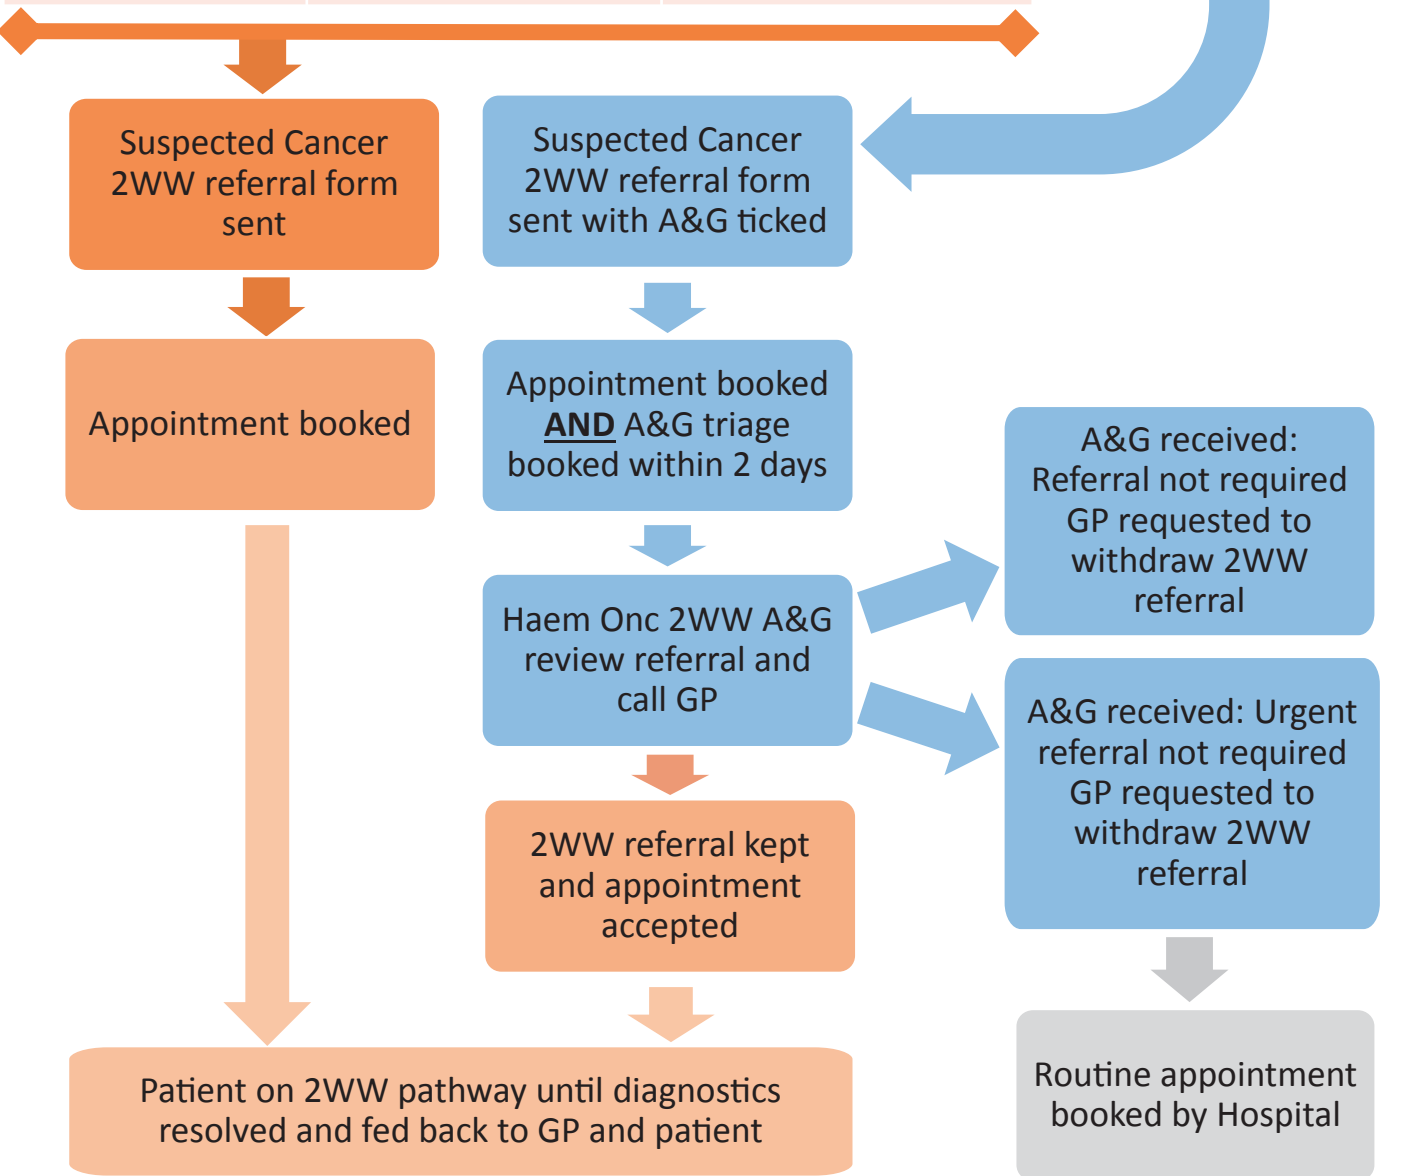 Suspected Cancer
2WW referral form
sent
Suspected Cancer
2WW referral form
sent with A&G ticked
Appointment booked
Appointment booked
AND A&G triage
booked within 2 days
A&G received:
Referral not required
GP requested to
withdraw 2WW
referral
Haem Onc 2WW A&G
review referral and
call GP
A&G received: Urgent
referral not required
GP requested to
withdraw 2WW
referral
2WW referral kept
and appointment
accepted
Patient on 2WW pathway until diagnostics
resolved and fed back to GP and patient
Routine appointment
booked by Hospital